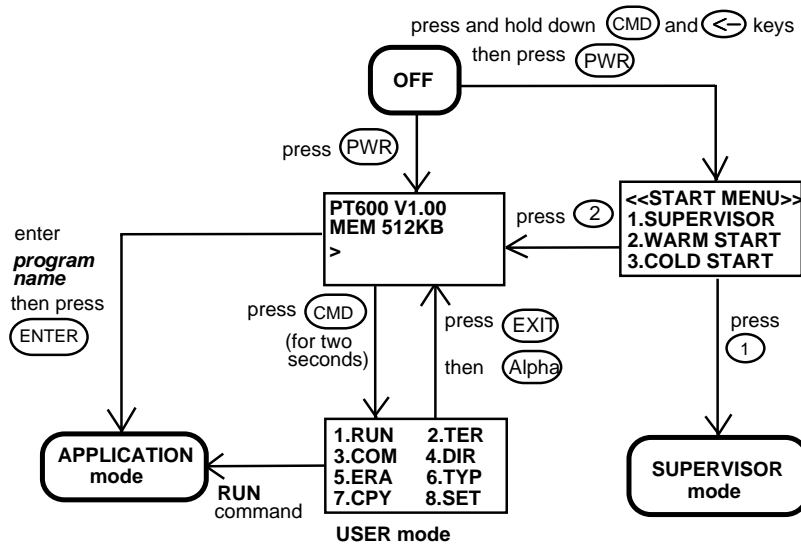 press and hold down CMD and <– keys
then press PWR
OFF
press PWR
PT600 V1.00
MEM 512KB
>
press 2
<<START MENU>>
1.SUPERVISOR
2.WARM START
3.COLD START
enter
program
name
then press
ENTER
press CMD
(for two
seconds)
press EXIT
then Alpha
press
1
APPLICATION
mode
RUN
command
1.RUN 2.TER
3.COM 4.DIR
5.ERA 6.TYP
7.CPY 8.SET
USER mode
SUPERVISOR
mode